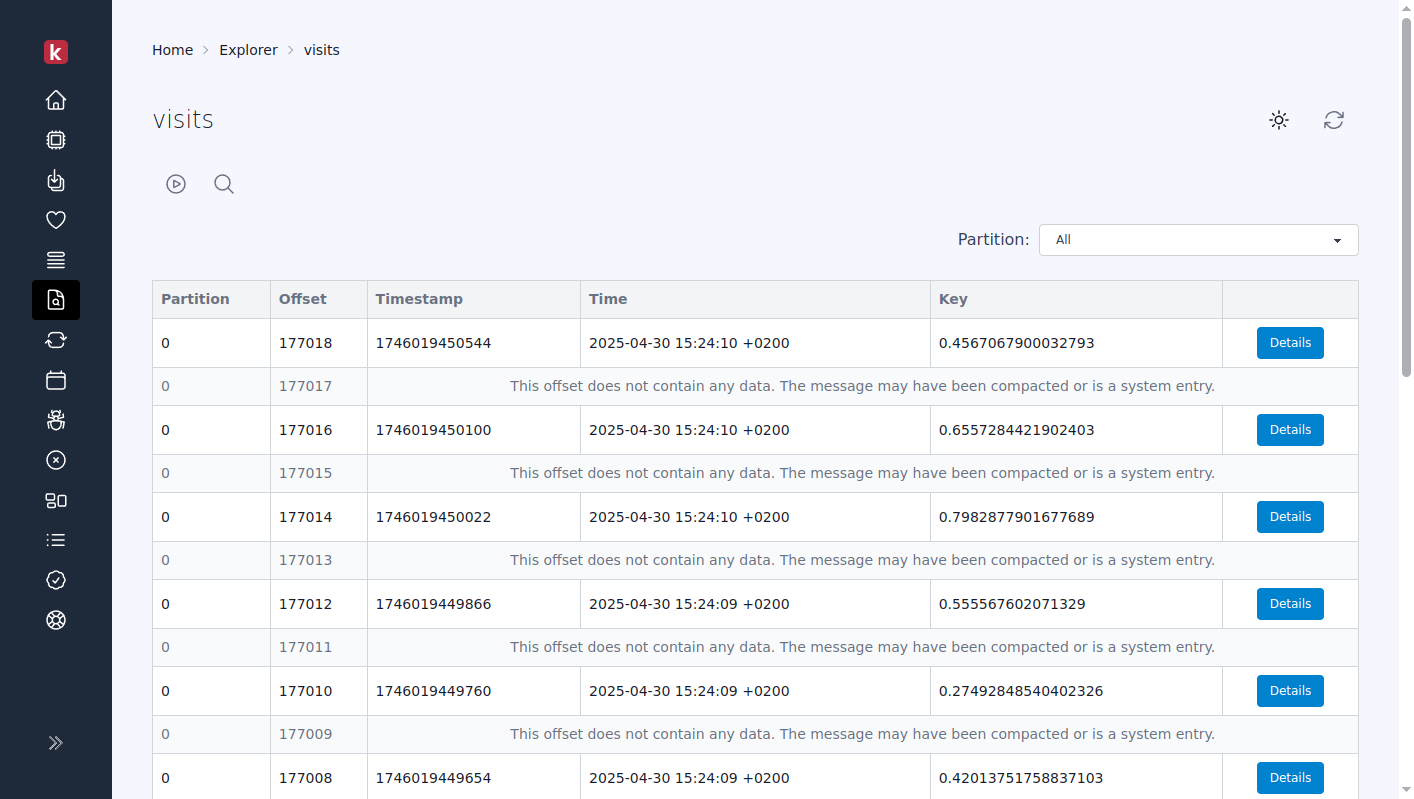 k
Home > Explorer > visits
visits
Partition: All
Partition Offset Timestamp Time Key
0 177018 1746019450544 2025-04-30 15:24:10 +0200 0.4567067900032793 Details
0 177017 This offset does not contain any data. The message may have been compacted or is a system entry.
0 177016 1746019450100 2025-04-30 15:24:10 +0200 0.6557284421902403 Details
0 177015 This offset does not contain any data. The message may have been compacted or is a system entry.
0 177014 1746019450022 2025-04-30 15:24:10 +0200 0.7982877901677689 Details
0 177013 This offset does not contain any data. The message may have been compacted or is a system entry.
0 177012 1746019449866 2025-04-30 15:24:09 +0200 0.555567602071329 Details
0 177011 This offset does not contain any data. The message may have been compacted or is a system entry.
0 177010 1746019449760 2025-04-30 15:24:09 +0200 0.27492848540402326 Details
0 177009 This offset does not contain any data. The message may have been compacted or is a system entry.
0 177008 1746019449654 2025-04-30 15:24:09 +0200 0.42013751758837103 Details